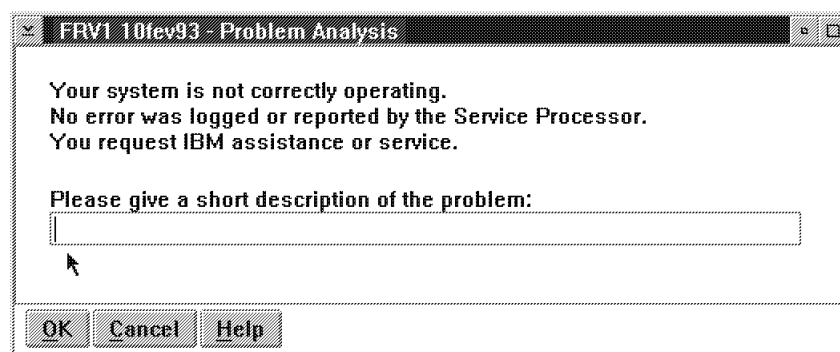 FRV1 10fev93 - Problem Analysis
Your system is not correctly operating.
No error was logged or reported by the Service Processor.
You request IBM assistance or service.
Please give a short description of the problem:
OK Cancel Help